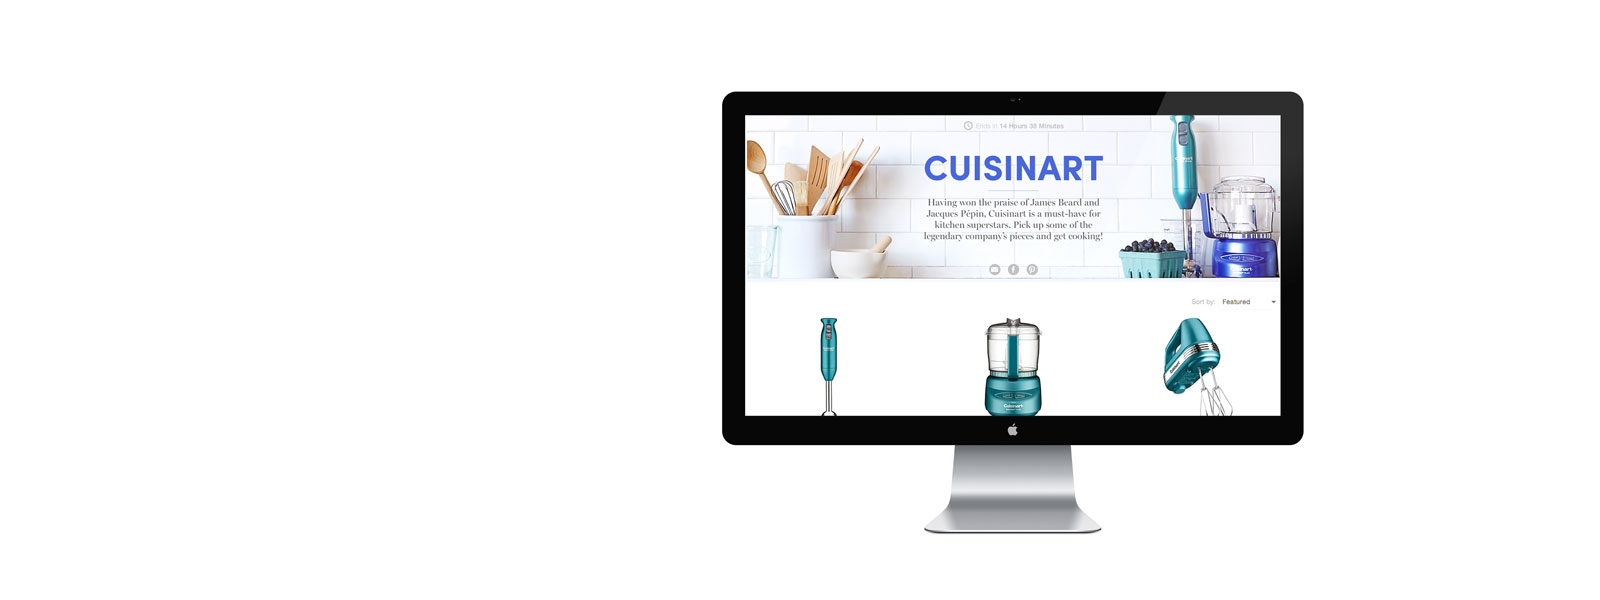 Ends in 14 Hours 38 Minutes
CUISINART
Having won the praise of James Beard and
Jacques Pépin, Cuisinart is a must-have for
kitchen superstars. Pick up some of the
legendary company's pieces and get cooking!
Sort by: Featured
Cuisinart
Cuisinart